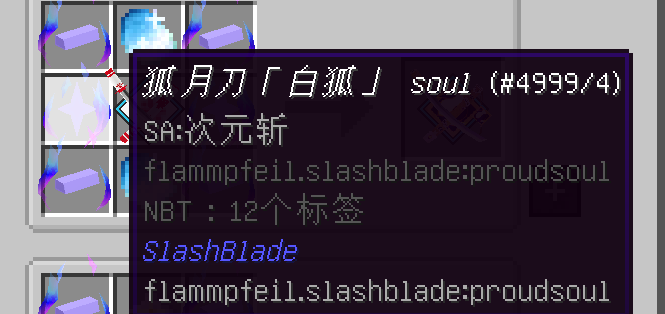 狐月刀「白狐」 soul (#4999/4)
SA:次元斩
flammpfeil.slashblade:proudsoul
NBT : 12个标签
SlashBlade
flammpfeil.slashblade:proudsoul